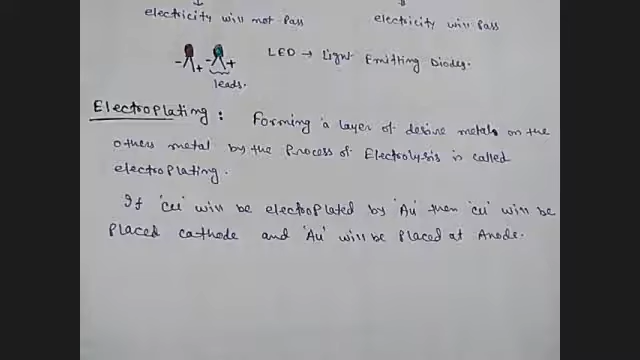 electricity will not Pass
electricity will Pass
LED → Light Emitting Diodes.
- + - +
leads.
Electroplating : Forming a layer of desire metals on the
others metal by the Process of Electrolysis is called
electroplating.
If 'Cu' will be electroplated by 'Au' then 'Cu' will be
Placed cathode and 'Au' will be Placed at Anode.